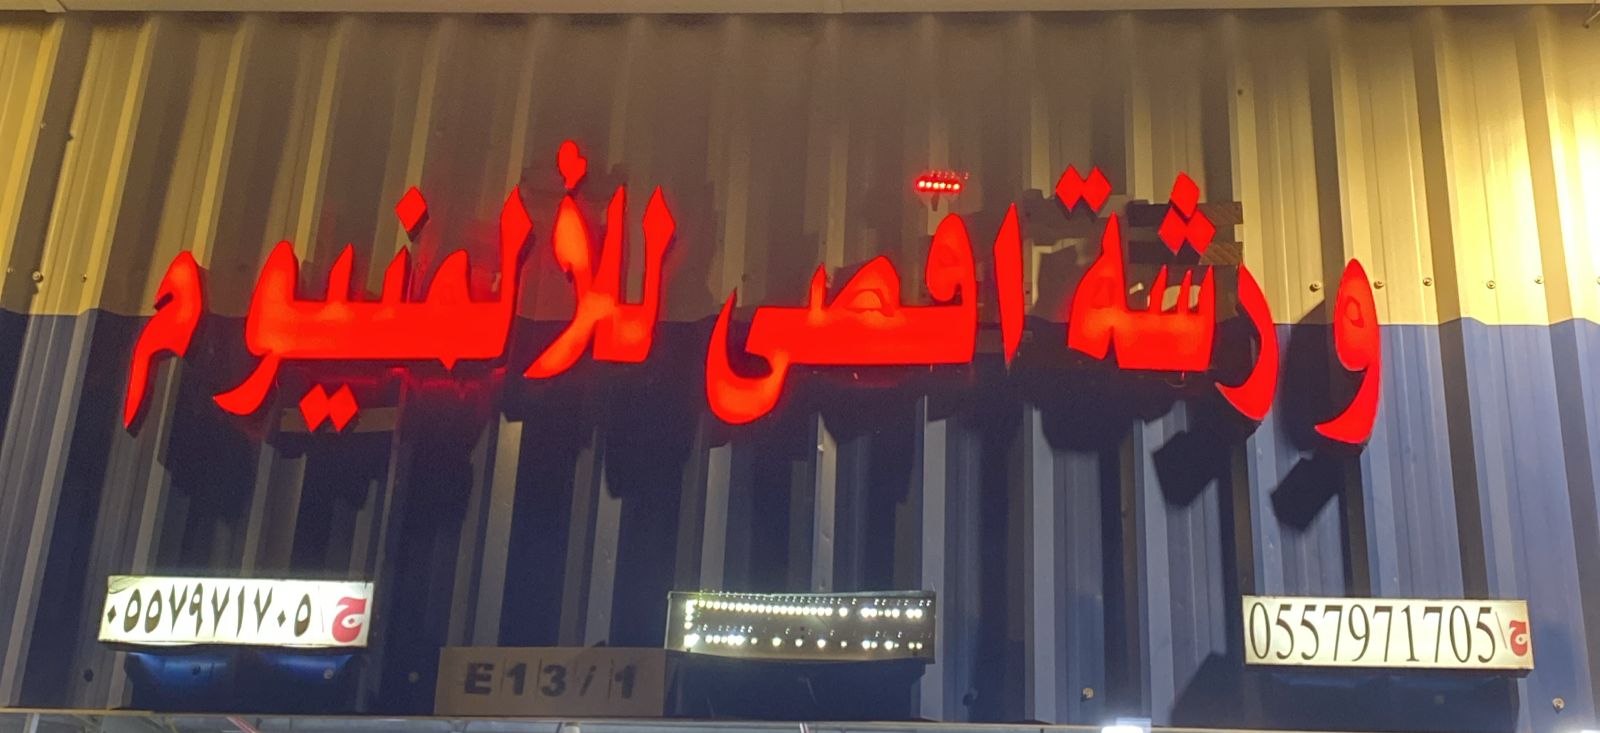 ورشة اقصى للألمنيوم
٠٥٥٧٩٧١٧٠٥ \ ج
E13/1
0557971705 \ ج